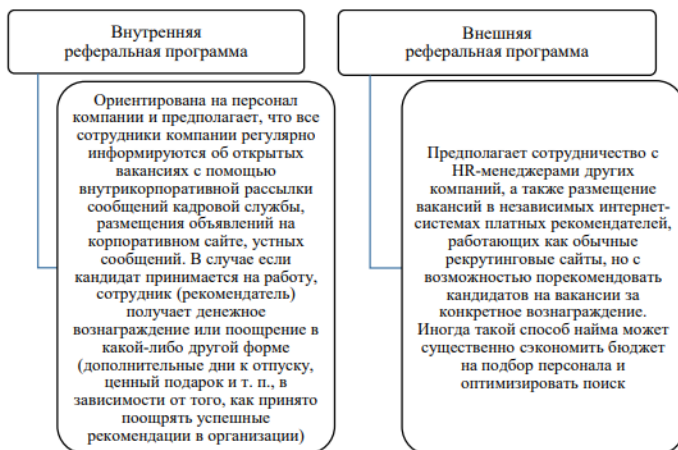 Внутренняя
реферальная программа
Ориентирована на персонал
компании и предполагает, что все
сотрудники компании регулярно
информируются об открытых
вакансиях с помощью
внутрикорпоративной рассылки
сообщений кадровой службы,
размещения объявлений на
корпоративном сайте, устных
сообщений. В случае если
кандидат принимается на работу,
сотрудник (рекомендатель)
получает денежное
вознаграждение или поощрение в
какой-либо другой форме
(дополнительные дни к отпуску,
ценный подарок и т. п., в
зависимости от того, как принято
поощрять успешные
рекомендации в организации)
Внешняя
реферальная программа
Предполагает сотрудничество с
HR-менеджерами других
компаний, а также размещение
вакансий в независимых интернет-
системах платных рекомендателей,
работающих как обычные
рекрутинговые сайты, но с
возможностью порекомендовать
кандидатов на вакансии за
конкретное вознаграждение.
Иногда такой способ найма может
существенно сэкономить бюджет
на подбор персонала и
оптимизировать поиск